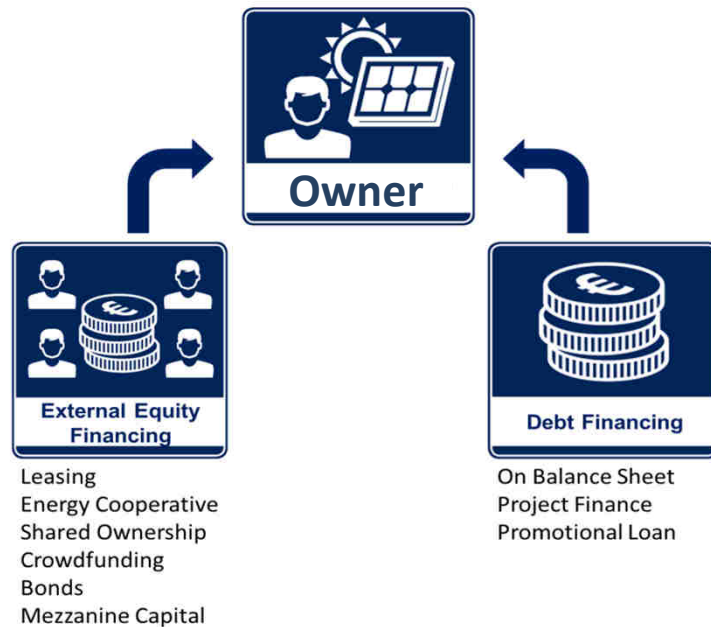 Owner
External Equity
Financing
Leasing
Energy Cooperative
Shared Ownership
Crowdfunding
Bonds
Mezzanine Capital
Debt Financing
On Balance Sheet
Project Finance
Promotional Loan